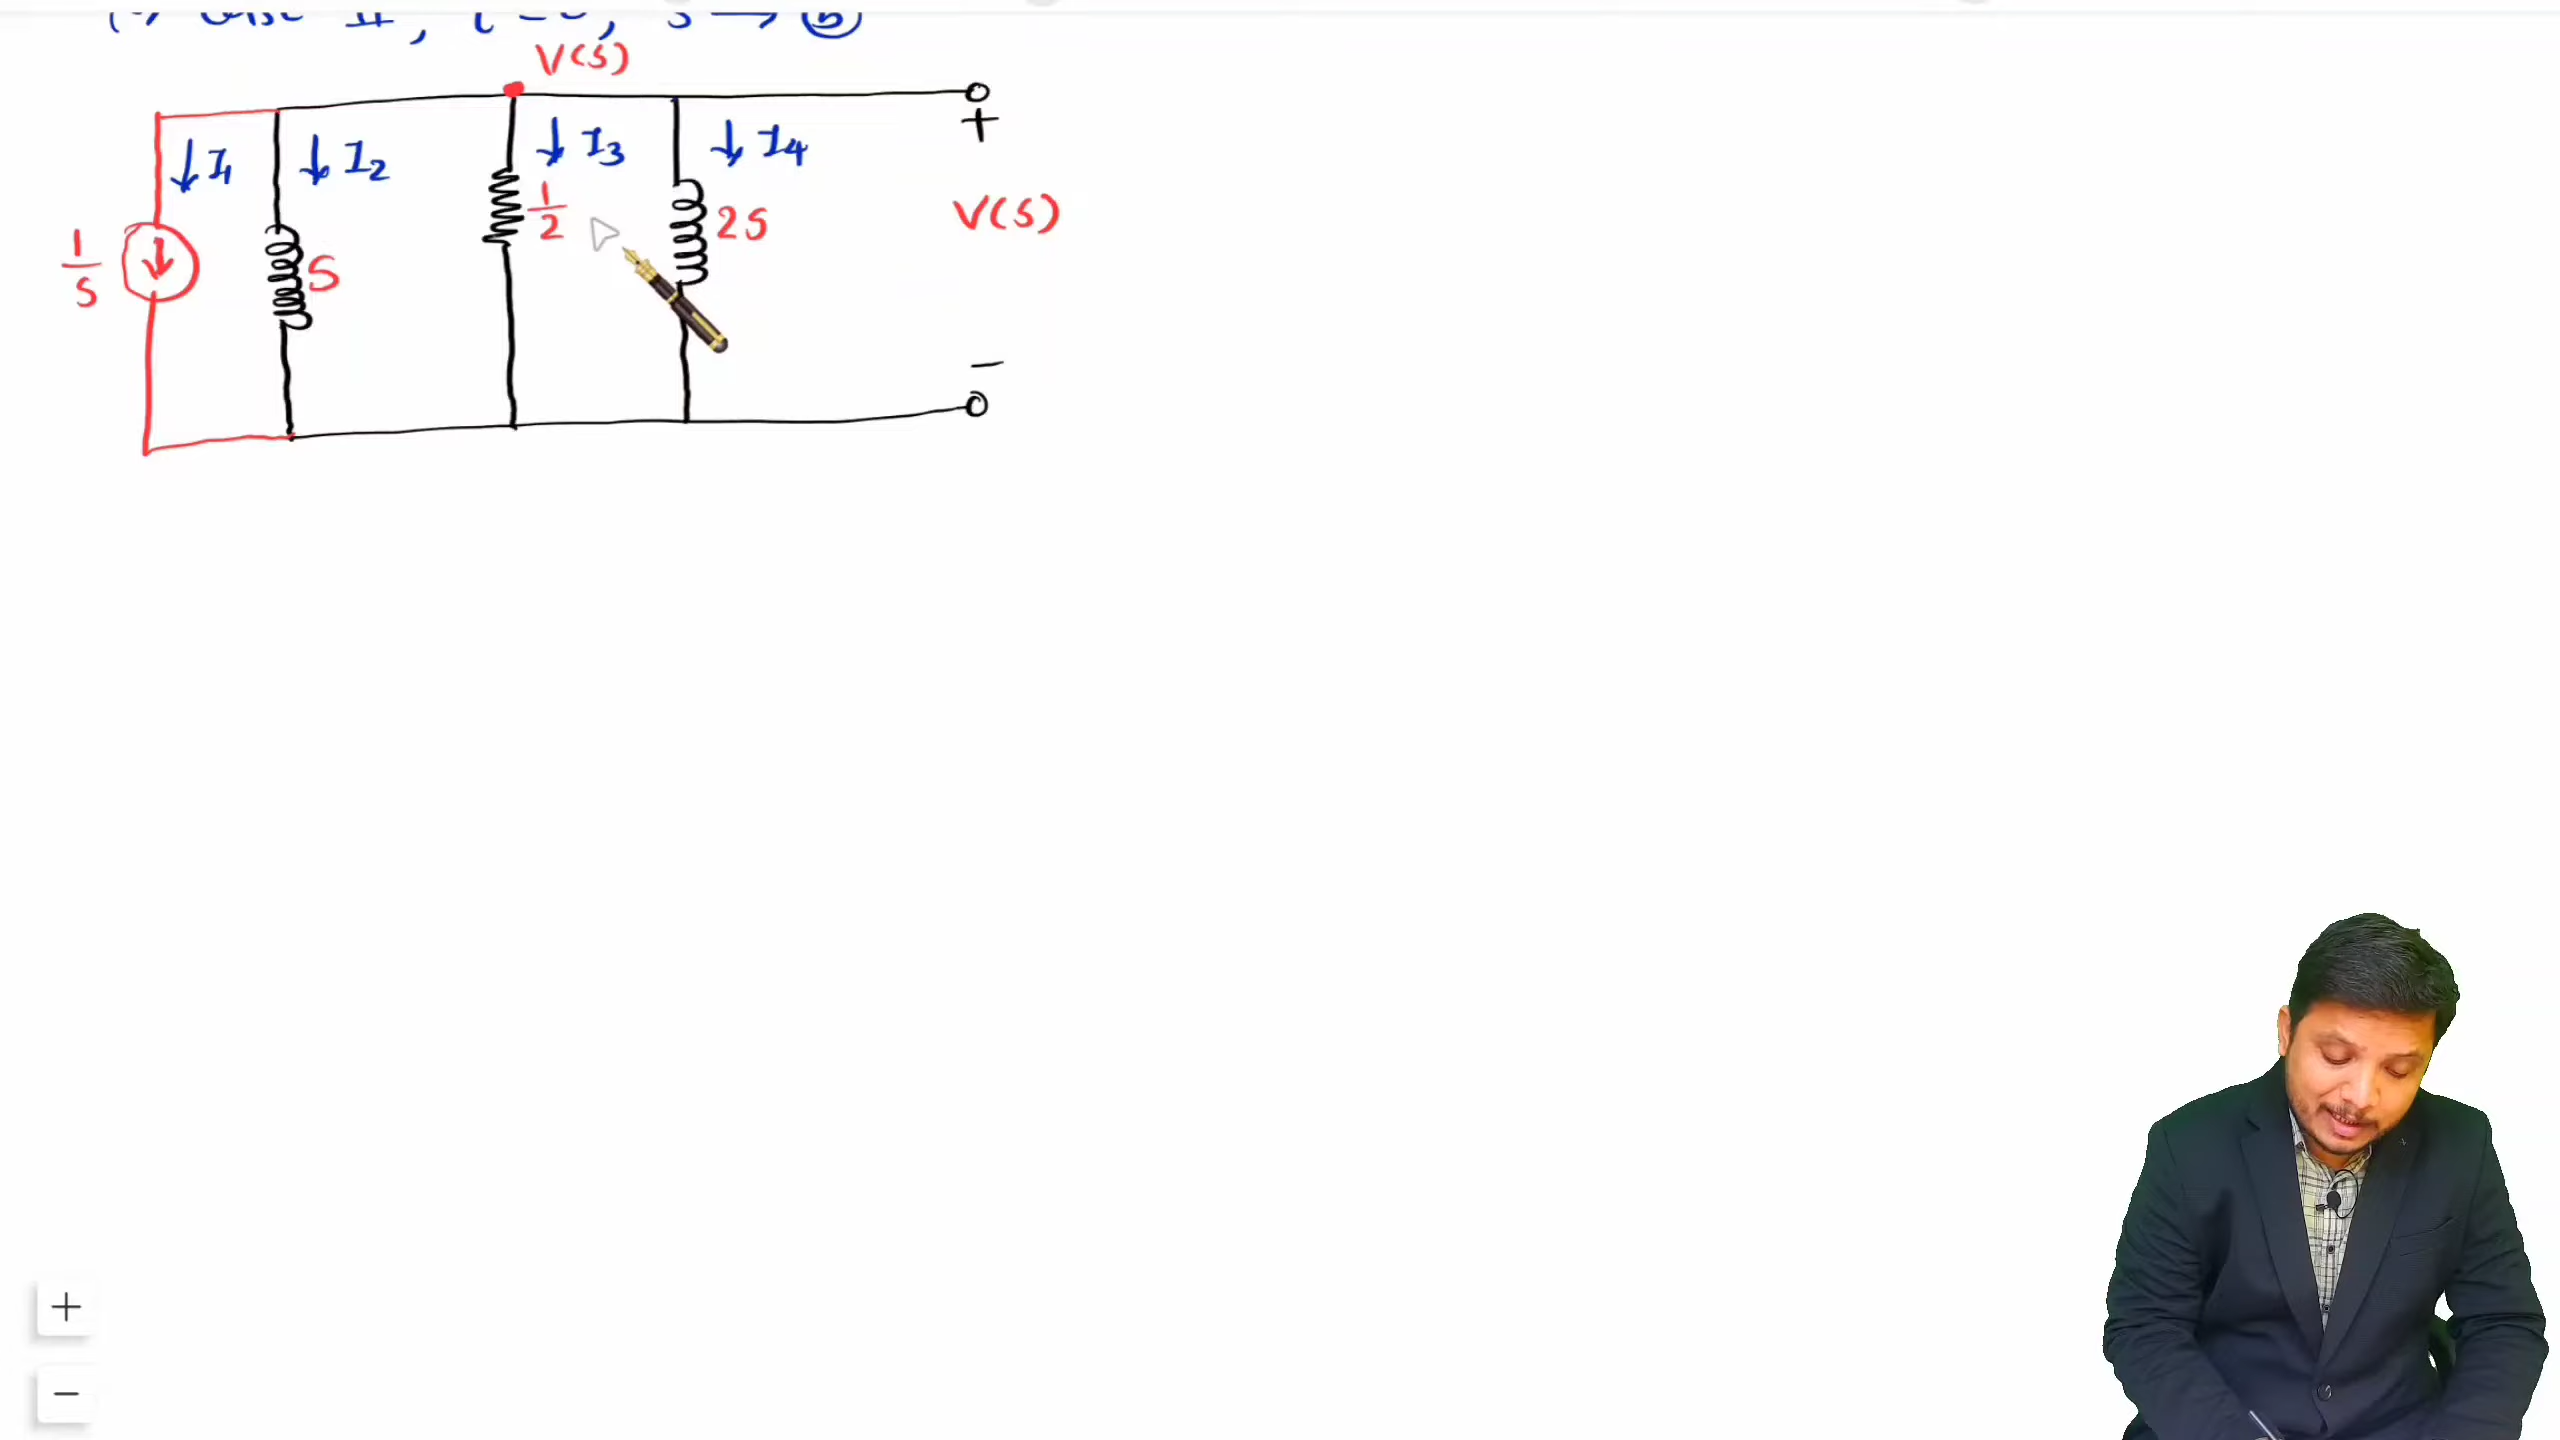 V(s)
↓ I1 ↓ I2 ↓ I3 ↓ I4
+
1/2 2s V(s)
1/s s
−